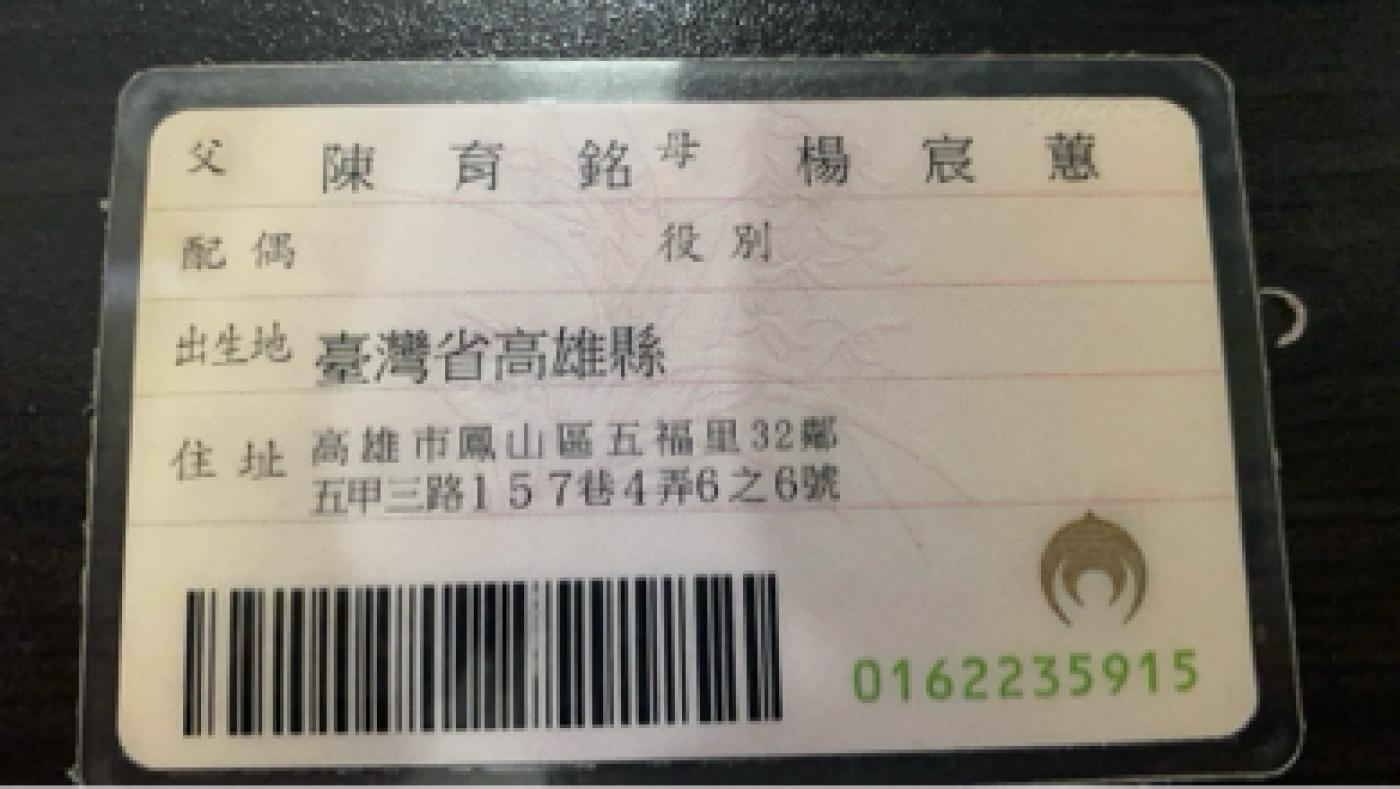 父 陳育銘 母 楊宸蕙
配偶 役別
出生地 臺灣省高雄縣
住址 高雄市鳳山區五福里32鄰
五甲三路157巷4弄6之6號
0162235915